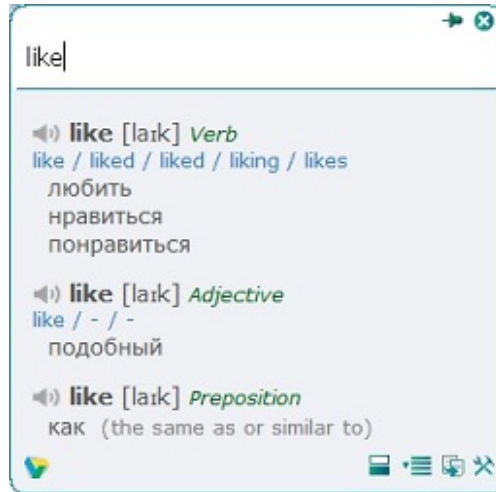 like
like [laɪk] Verb
like / liked / liked / liking / likes
любить
нравиться
понравиться
like [laɪk] Adjective
like / - / -
подобный
like [laɪk] Preposition
как (the same as or similar to)